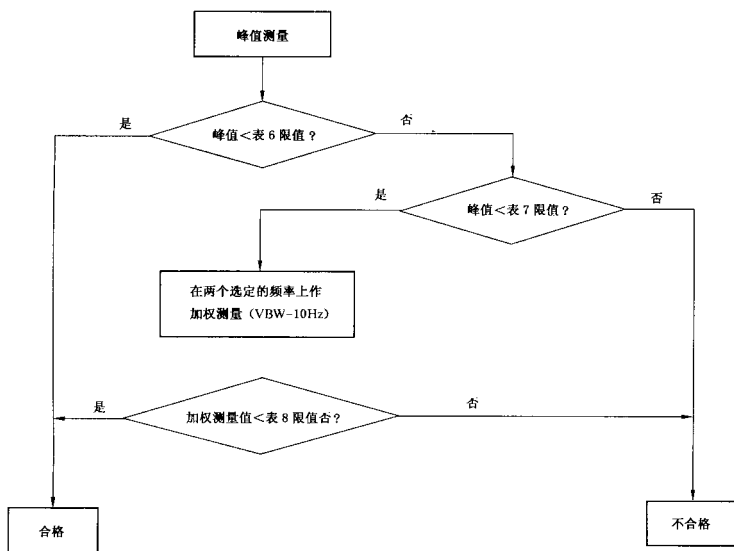 峰值测量
是
峰值<表 6 限值？
否
是
峰值<表 7 限值？
否
在两个选定的频率上作
加权测量（VBW-10Hz）
是
加权测量值<表 8 限值否？
否
合格
不合格